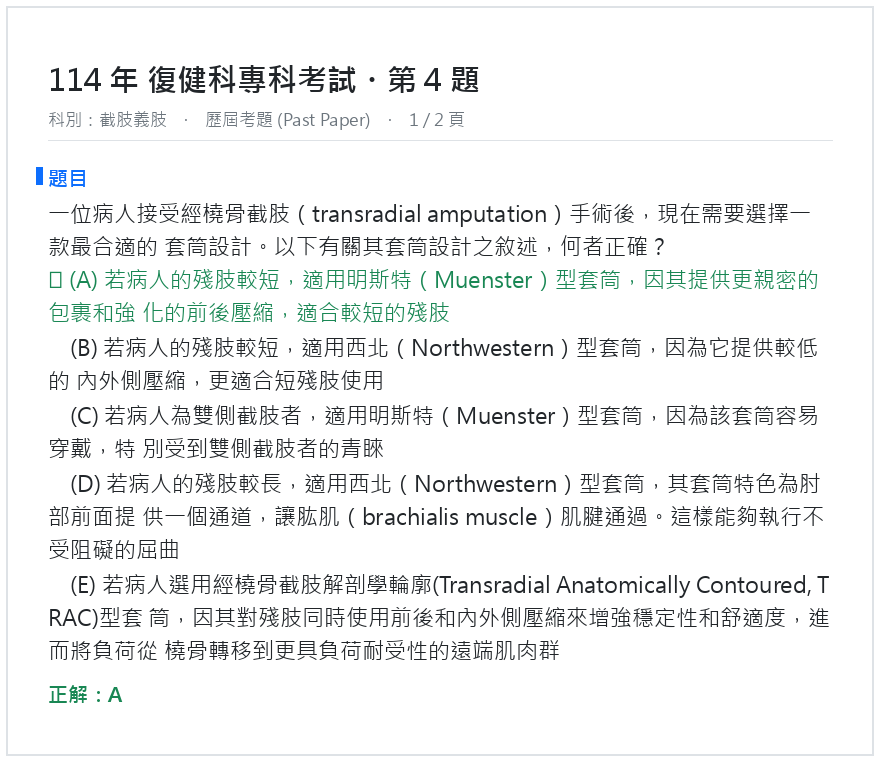 114 年 復健科專科考試・第 4 題
科別：截肢義肢 · 歷屆考題 (Past Paper) · 1 / 2 頁
題目
一位病人接受經橈骨截肢（transradial amputation）手術後，現在需要選擇一
款最合適的 套筒設計。以下有關其套筒設計之敘述，何者正確？
(A) 若病人的殘肢較短，適用明斯特（Muenster）型套筒，因其提供更親密的
包裹和強 化的前後壓縮，適合較短的殘肢
(B) 若病人的殘肢較短，適用西北（Northwestern）型套筒，因為它提供較低
的 內外側壓縮，更適合短殘肢使用
(C) 若病人為雙側截肢者，適用明斯特（Muenster）型套筒，因為該套筒容易
穿戴，特 別受到雙側截肢者的青睞
(D) 若病人的殘肢較長，適用西北（Northwestern）型套筒，其套筒特色為肘
部前面提 供一個通道，讓肱肌（brachialis muscle）肌腱通過。這樣能夠執行不
受阻礙的屈曲
(E) 若病人選用經橈骨截肢解剖學輪廓(Transradial Anatomically Contoured, T
RAC)型套 筒，因其對殘肢同時使用前後和內外側壓縮來增強穩定性和舒適度，進
而將負荷從 橈骨轉移到更具負荷耐受性的遠端肌肉群
正解：A